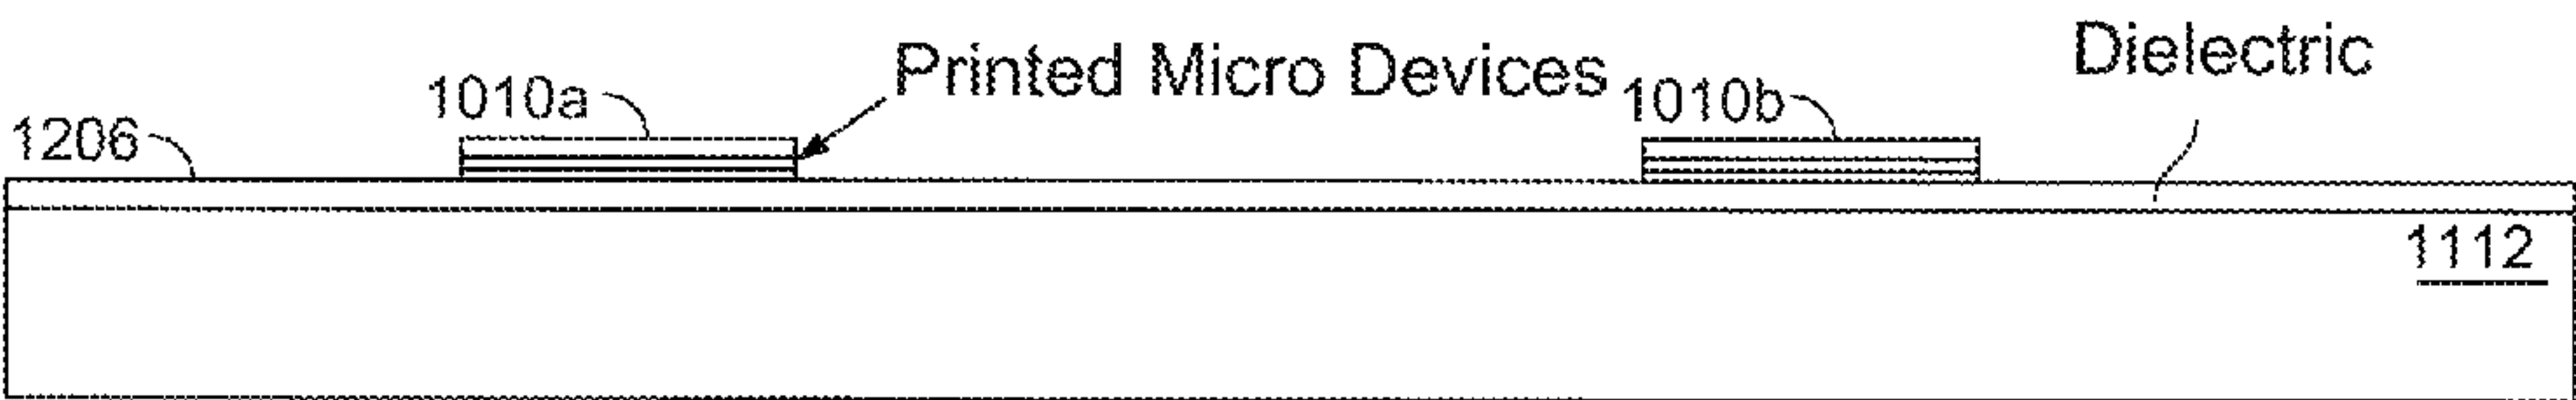 1206
1010a
Printed Micro Devices
1010b
Dielectric
1112